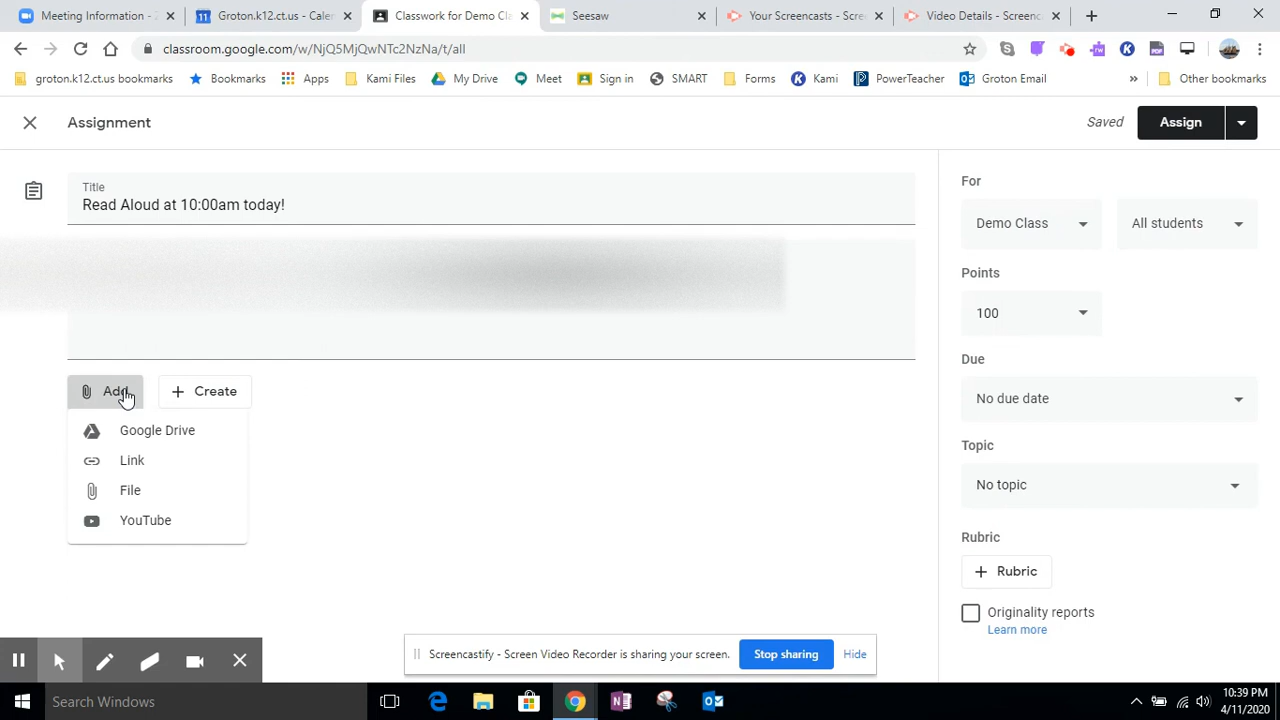 Meeting Information - Z
Groton.k12.ct.us - Calen
Classwork for Demo Cl
Seesaw
Your Screencasts - Scre
Video Details - Screenc
classroom.google.com/w/NjQ5MjQwNTc2NzNa/t/all
groton.k12.ct.us bookmarks
Bookmarks
Apps
Kami Files
My Drive
Meet
Sign in
SMART
Forms
Kami
PowerTeacher
Groton Email
»
Other bookmarks
Assignment
Saved
Assign
Title
Read Aloud at 10:00am today!
For
Demo Class
All students
Points
100
Due
No due date
Topic
No topic
Rubric
+ Rubric
Originality reports
Learn more
Add
+ Create
Google Drive
Link
File
YouTube
Screencastify - Screen Video Recorder is sharing your screen.
Stop sharing
Hide
Search Windows
10:39 PM
4/11/2020